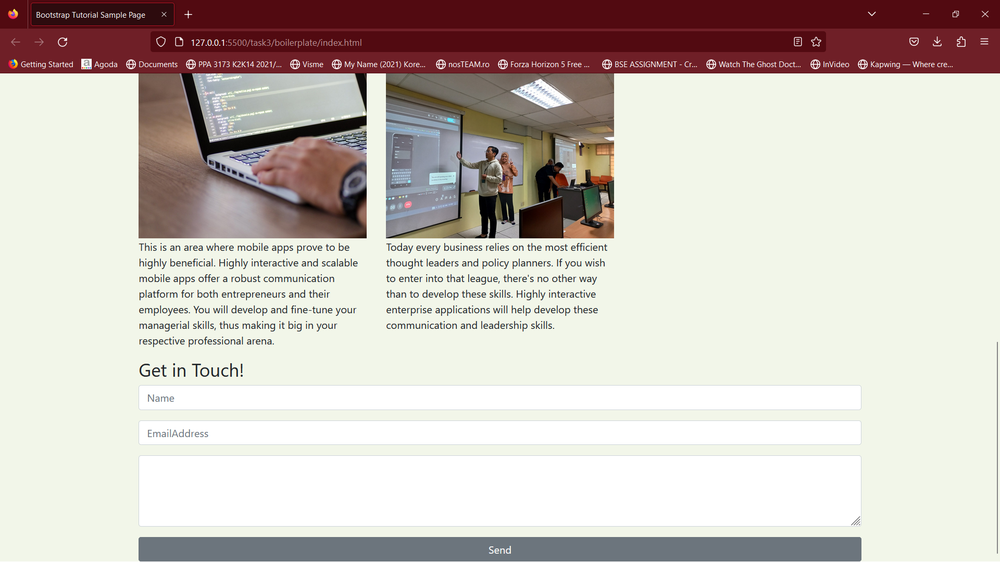 Bootstrap Tutorial Sample Page
127.0.0.1:5500/task3/boilerplate/index.html
Getting Started
Agoda
Documents
PPA 3173 K2K14 2021/...
Visme
My Name (2021) Kore...
nosTEAM.ro
Forza Horizon 5 Free ...
BSE ASSIGNMENT - Cr...
Watch The Ghost Doct...
InVideo
Kapwing — Where cre...
This is an area where mobile apps prove to be
highly beneficial. Highly interactive and scalable
mobile apps offer a robust communication
platform for both entrepreneurs and their
employees. You will develop and fine-tune your
managerial skills, thus making it big in your
respective professional arena.
Today every business relies on the most efficient
thought leaders and policy planners. If you wish
to enter into that league, there's no other way
than to develop these skills. Highly interactive
enterprise applications will help develop these
communication and leadership skills.
Get in Touch!
Name
EmailAddress
Send